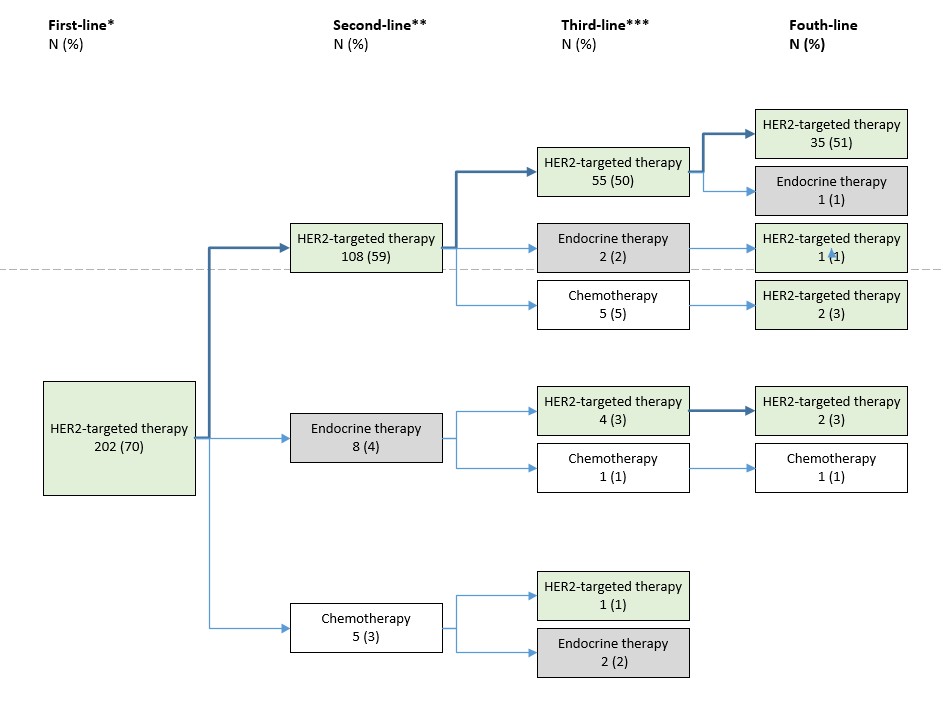 First-line*
N (%)
Second-line**
N (%)
Third-line***
N (%)
Fouth-line
N (%)
HER2-targeted therapy
202 (70)
HER2-targeted therapy
108 (59)
Endocrine therapy
8 (4)
Chemotherapy
5 (3)
HER2-targeted therapy
55 (50)
Endocrine therapy
2 (2)
Chemotherapy
5 (5)
HER2-targeted therapy
4 (3)
Chemotherapy
1 (1)
HER2-targeted therapy
1 (1)
Endocrine therapy
2 (2)
HER2-targeted therapy
35 (51)
Endocrine therapy
1 (1)
HER2-targeted therapy
1 (1)
HER2-targeted therapy
2 (3)
HER2-targeted therapy
2 (3)
Chemotherapy
1 (1)